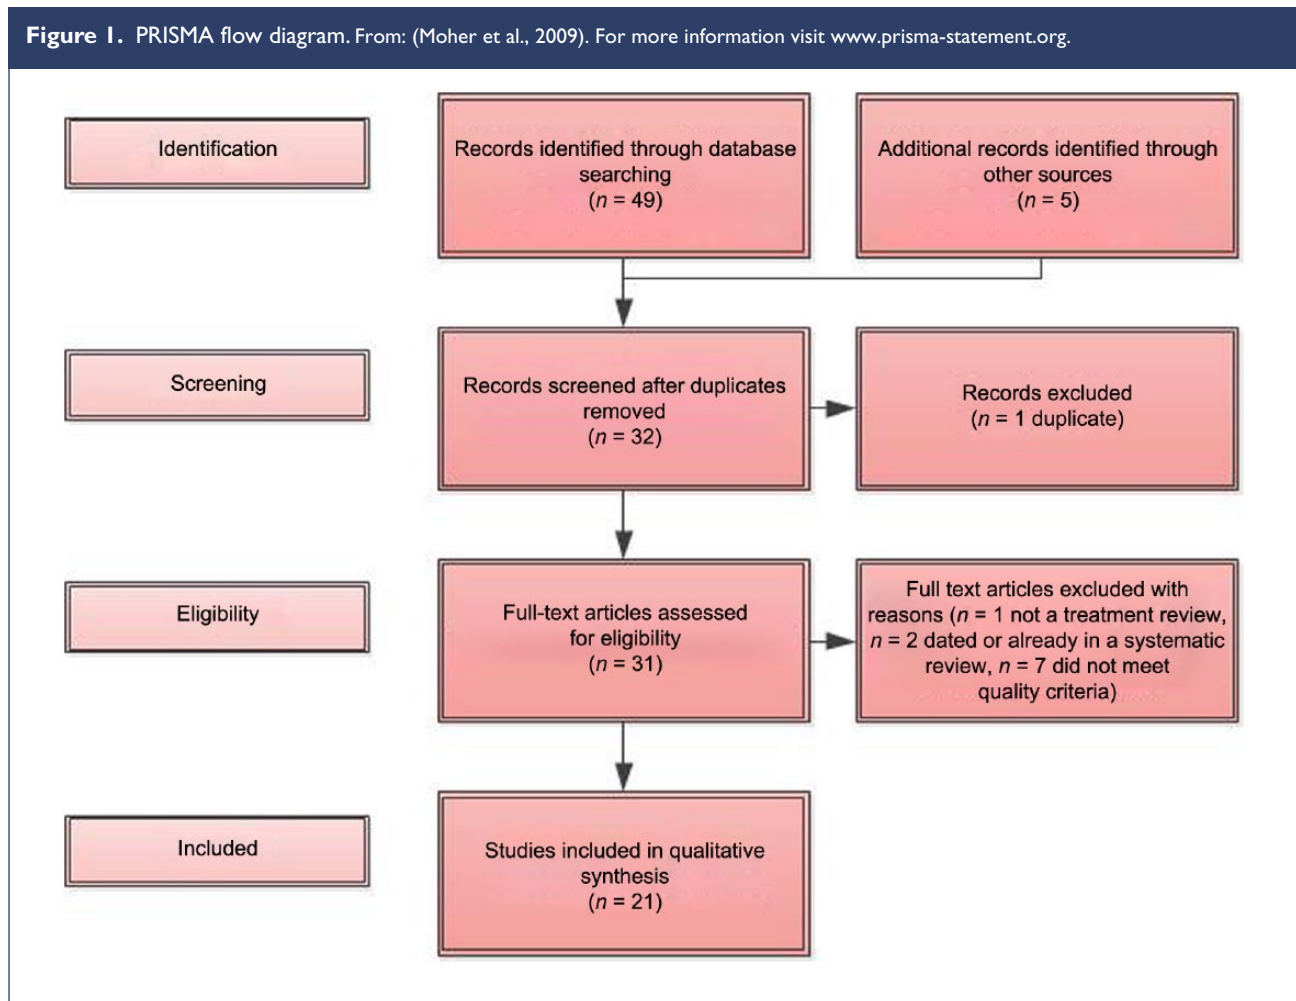 Figure 1. PRISMA flow diagram. From: (Moher et al., 2009). For more information visit www.prisma-statement.org.
Identification
Records identified through database
searching
(n = 49)
Additional records identified through
other sources
(n = 5)
Screening
Records screened after duplicates
removed
(n = 32)
Records excluded
(n = 1 duplicate)
Eligibility
Full-text articles assessed
for eligibility
(n = 31)
Full text articles excluded with
reasons (n = 1 not a treatment review,
n = 2 dated or already in a systematic
review, n = 7 did not meet
quality criteria)
Included
Studies included in qualitative
synthesis
(n = 21)